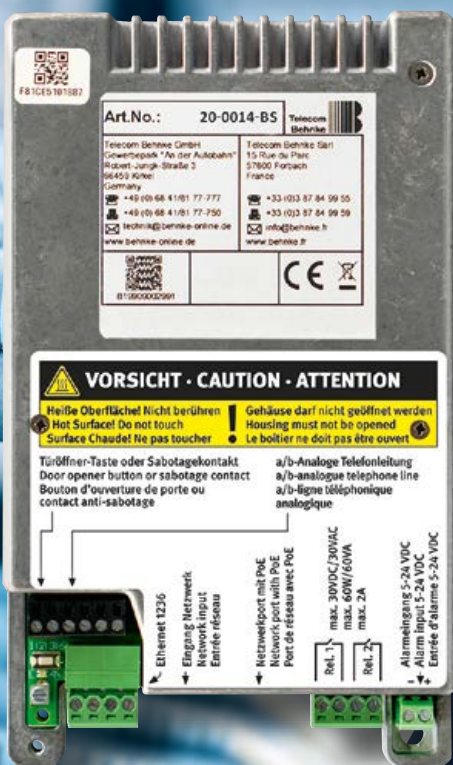 F81CE5101887
Art.No.: 20-0014-BS
Telecom
Behnke
Telecom Behnke GmbH
Gewerbepark "An der Autobahn"
Robert-Jungk-Straße 3
66459 Kirkel
Germany
+49 (0) 68 41/81 77-777
+49 (0) 68 41/81 77-750
technik@behnke-online.de
www.behnke-online.de
Telecom Behnke Sarl
15 Rue du Parc
57600 Forbach
France
+33 (0)3 87 84 99 55
+33 (0)3 87 84 99 59
info@behnke.fr
www.behnke.fr
B19909002991
CE
VORSICHT · CAUTION · ATTENTION
Heiße Oberfläche! Nicht berühren
Hot Surface! Do not touch
Surface Chaude! Ne pas toucher
!
Gehäuse darf nicht geöffnet werden
Housing must not be opened
Le boîtier ne doit pas être ouvert
Türöffner-Taste oder Sabotagekontakt
Door opener button or sabotage contact
Bouton d'ouverture de porte ou
contact anti-sabotage
a/b-Analoge Telefonleitung
a/b-analogue telephone line
a/b-ligne téléphonique
analogique
Ethernet 1236
Eingang Netzwerk
Network input
Entrée réseau
Netzwerkport mit PoE
Network port with PoE
Port de réseau avec PoE
Rel. 1
max. 30VDC/30VAC
max. 60W/60VA
max. 2A
Rel. 2
Alarmeingang 5-24 VDC
Alarm input 5-24 VDC
Entrée d'alarme 5-24 VDC
- +
1 2 3 6